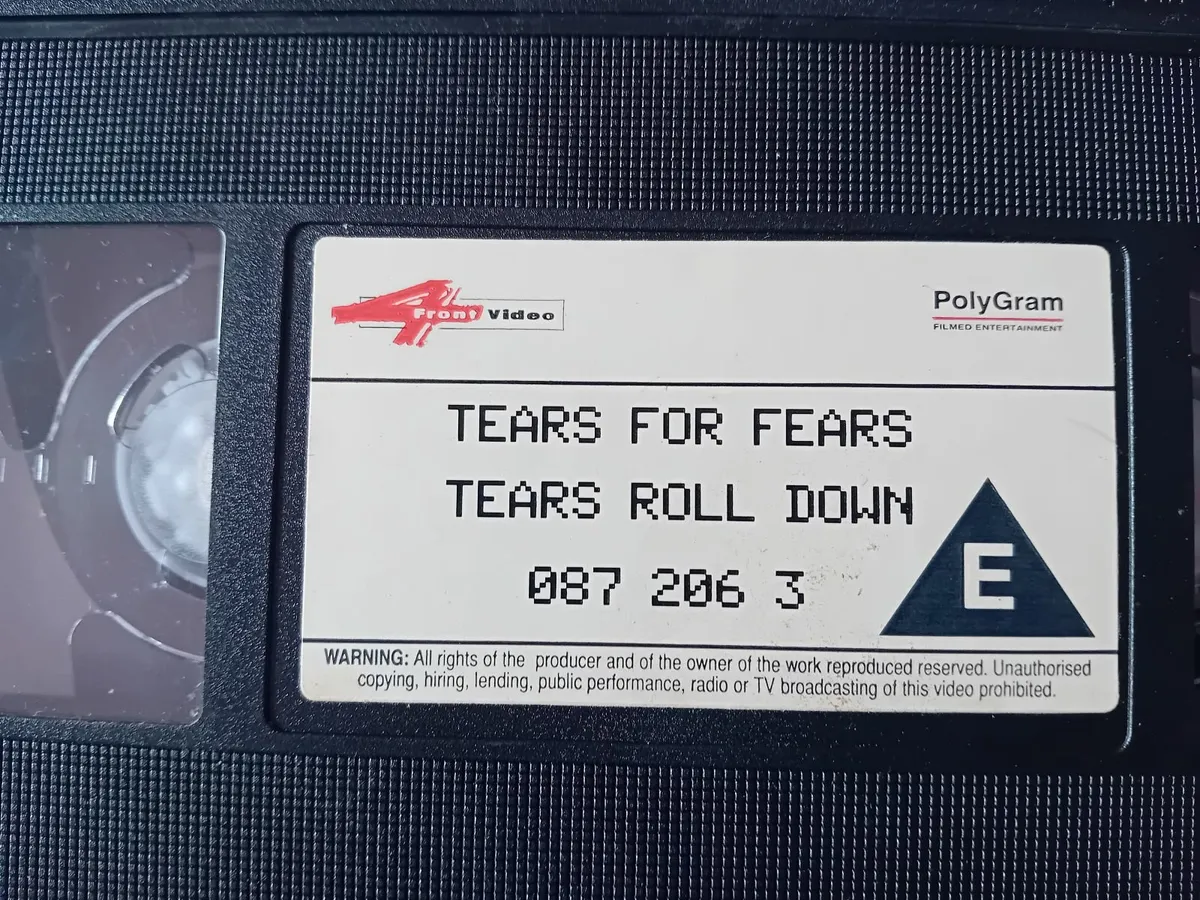 4 Front Video
PolyGram
FILMED ENTERTAINMENT
TEARS FOR FEARS
TEARS ROLL DOWN
087 206 3
E
WARNING: All rights of the producer and of the owner of the work reproduced reserved. Unauthorised
copying, hiring, lending, public performance, radio or TV broadcasting of this video prohibited.